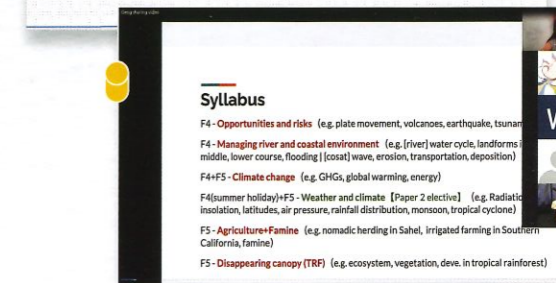 Syllabus
F4 - Opportunities and risks (e.g. plate movement, volcanoes, earthquake,
F4 - Managing river and coastal environment (e.g. [river] water cycle, landforms
middle, lower course, flooding | [cosat] wave, erosion, transportation, deposition)
F4+F5 - Climate change (e.g. GHGs, global warming, energy)
F4(summer holiday)+F5 - Weather and climate 【Paper 2 elective】 (e.g.
insolation, latitudes, air pressure, rainfall distribution, monsoon, tropical cyclone)
F5 - Agriculture+Famine (e.g. nomadic herding in Sahel, irrigated farming in Southern
California, famine)
F5 - Disappearing canopy (TRF) (e.g. ecosystem, vegetation, deve. in tropical rainforest)